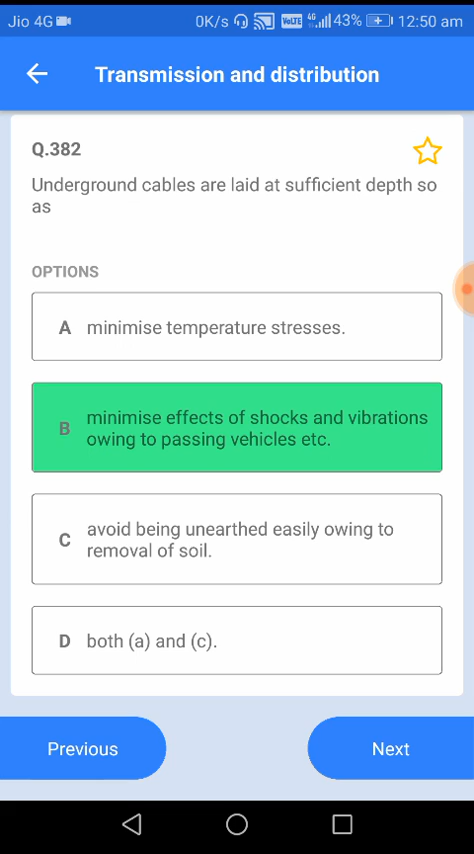 Jio 4G 0K/s VoLTE 4G 43% 12:50 am
Transmission and distribution
Q.382
Underground cables are laid at sufficient depth so
as
OPTIONS
A minimise temperature stresses.
B minimise effects of shocks and vibrations
owing to passing vehicles etc.
C avoid being unearthed easily owing to
removal of soil.
D both (a) and (c).
Previous Next